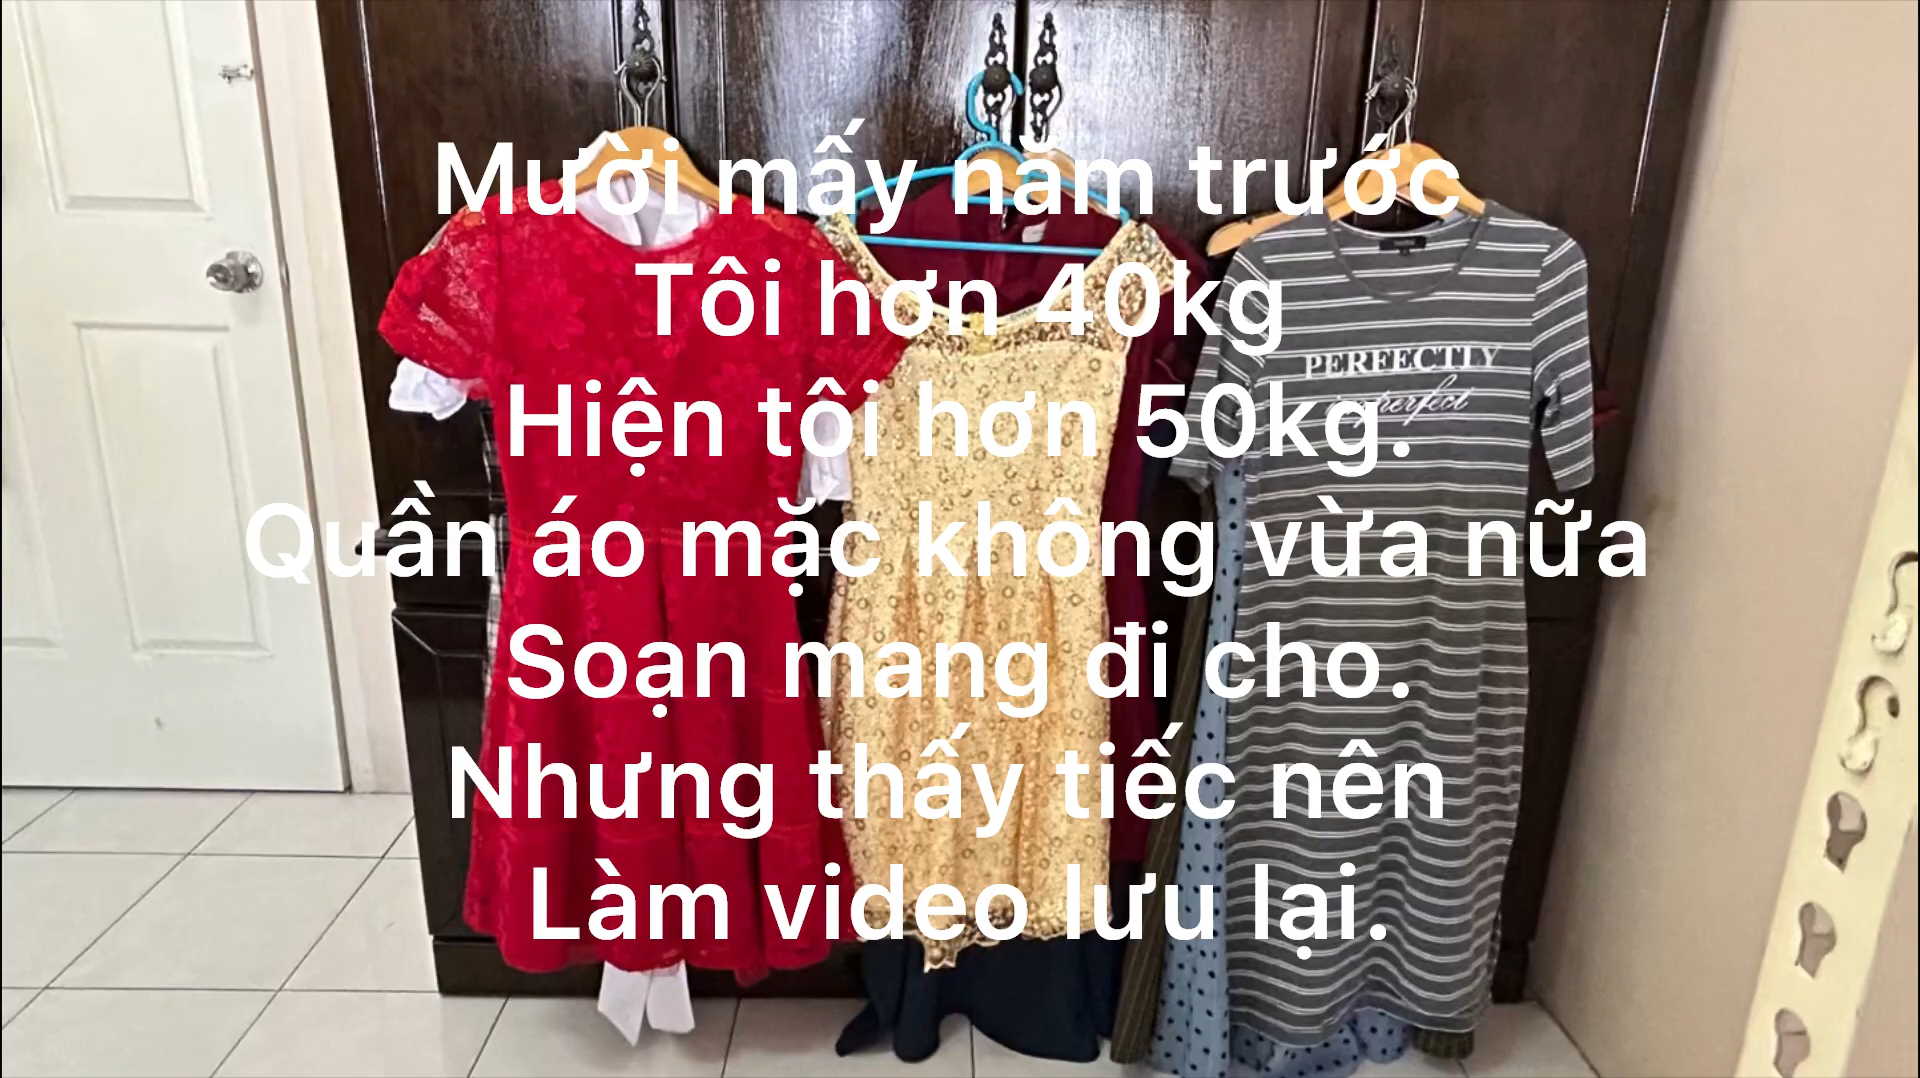 Mười mấy năm trước
Tôi hơn 40kg
Hiện tôi hơn 50kg.
Quần áo mặc không vừa nữa
Soạn mang đi cho.
Nhưng thấy tiếc nên
Làm video lưu lại.
PERFECTLY